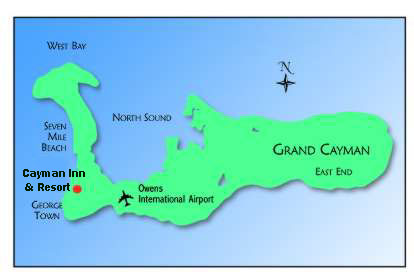 West Bay
N
North Sound
Seven
Mile
Beach
Grand Cayman
East End
Cayman Inn
& Resort
Owens
International Airport
George
Town